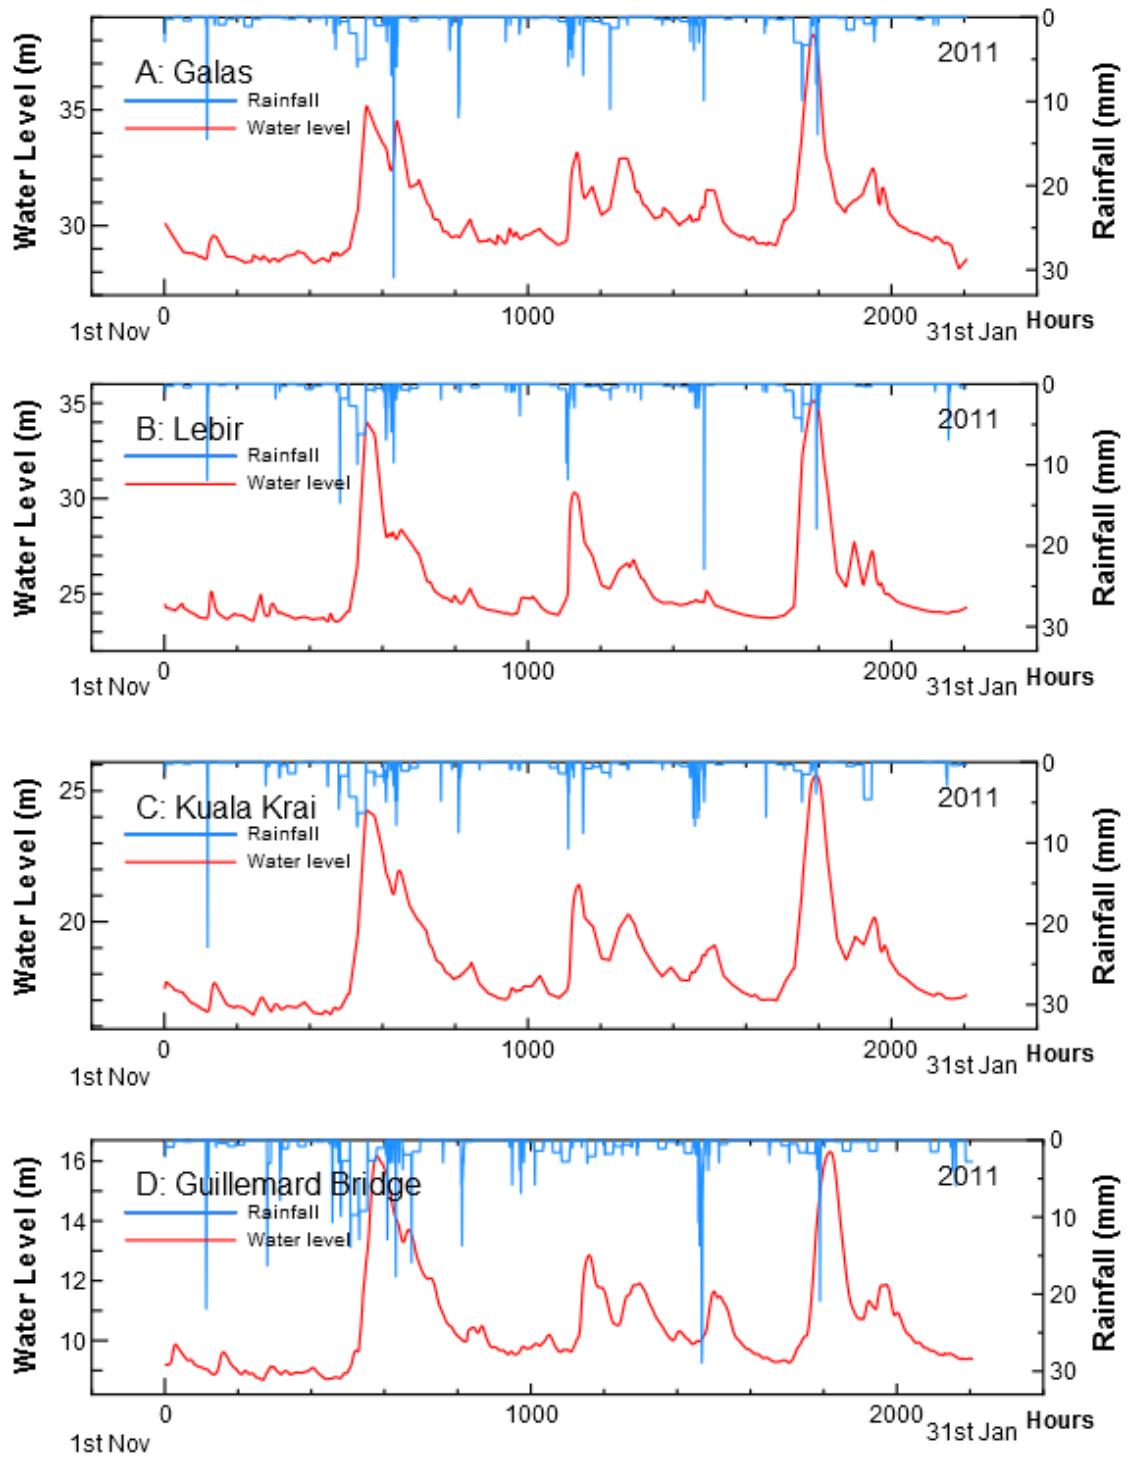 Water Level (m)
A: Galas
Rainfall
Water level
2011
35
30
0
10
20
30
Rainfall (mm)
0
1000
2000
1st Nov
31st Jan
Hours
Water Level (m)
B: Lebir
Rainfall
Water level
2011
35
30
25
0
10
20
30
Rainfall (mm)
0
1000
2000
1st Nov
31st Jan
Hours
Water Level (m)
C: Kuala Krai
Rainfall
Water level
2011
25
20
0
10
20
30
Rainfall (mm)
0
1000
2000
1st Nov
31st Jan
Hours
Water Level (m)
D: Guillemard Bridge
Rainfall
Water level
2011
16
14
12
10
0
10
20
30
Rainfall (mm)
0
1000
2000
1st Nov
31st Jan
Hours